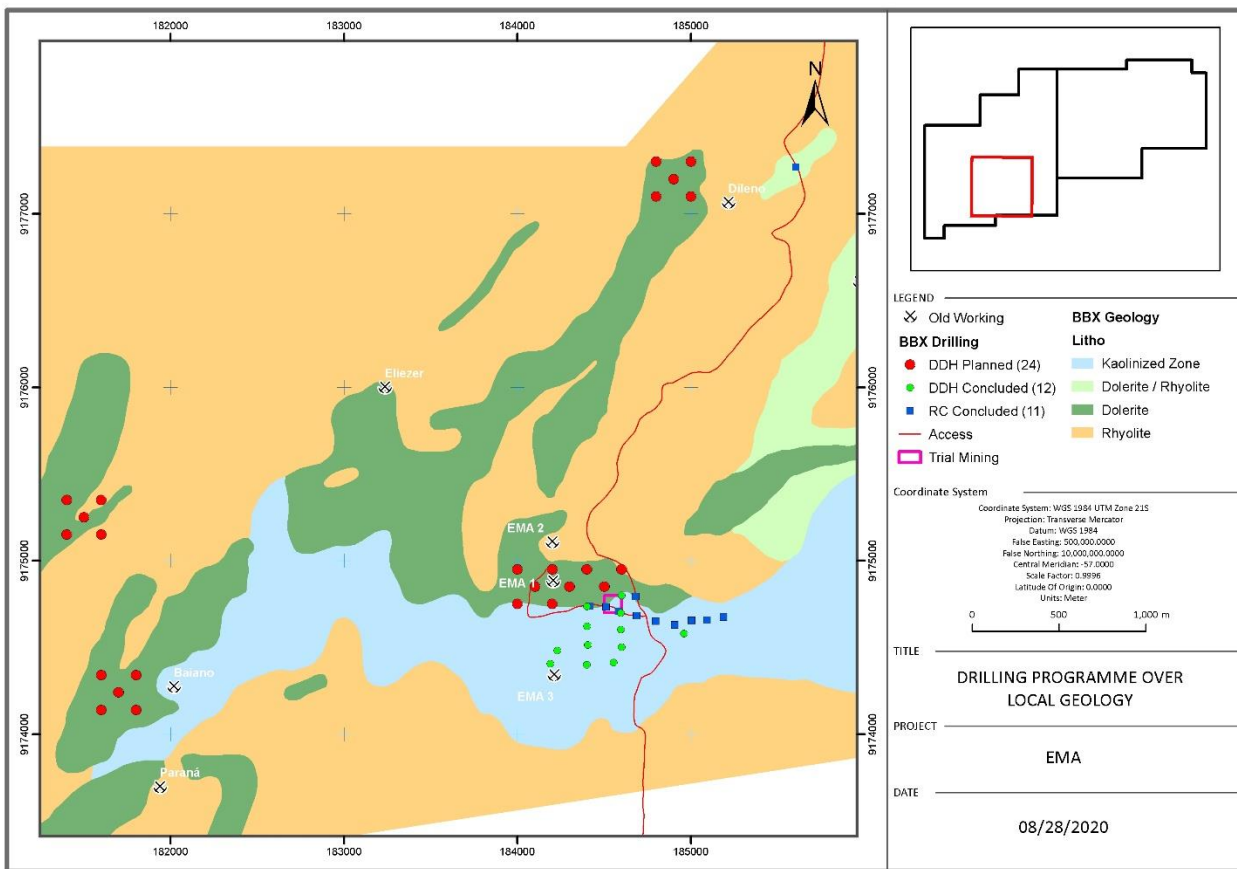 182000 183000 184000 185000
N
Dileno
9177000 9177000
Eliezer
9176000 9176000
EMA 2
9175000 9175000
EMA 1
Baiano
EMA 3
9174000 9174000
Paraná
182000 183000 184000 185000
LEGEND
Old Working
BBX Drilling
DDH Planned (24)
DDH Concluded (12)
RC Concluded (11)
Access
Trial Mining
BBX Geology
Litho
Kaolinized Zone
Dolerite / Rhyolite
Dolerite
Rhyolite
Coordinate System
Coordinate System: WGS 1984 UTM Zone 21S
Projection: Transverse Mercator
Datum: WGS 1984
False Easting: 500,000.0000
False Northing: 10,000,000.0000
Central Meridian: -57.0000
Scale Factor: 0.9996
Latitude Of Origin: 0.0000
Units: Meter
0 500 1,000 m
TITLE
DRILLING PROGRAMME OVER
LOCAL GEOLOGY
PROJECT
EMA
DATE
08/28/2020